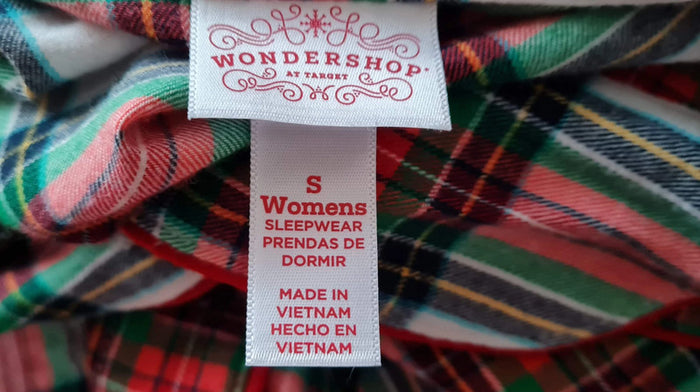 WONDERSHOP
AT TARGET
S
Womens
SLEEPWEAR
PRENDAS DE
DORMIR
MADE IN
VIETNAM
HECHO EN
VIETNAM